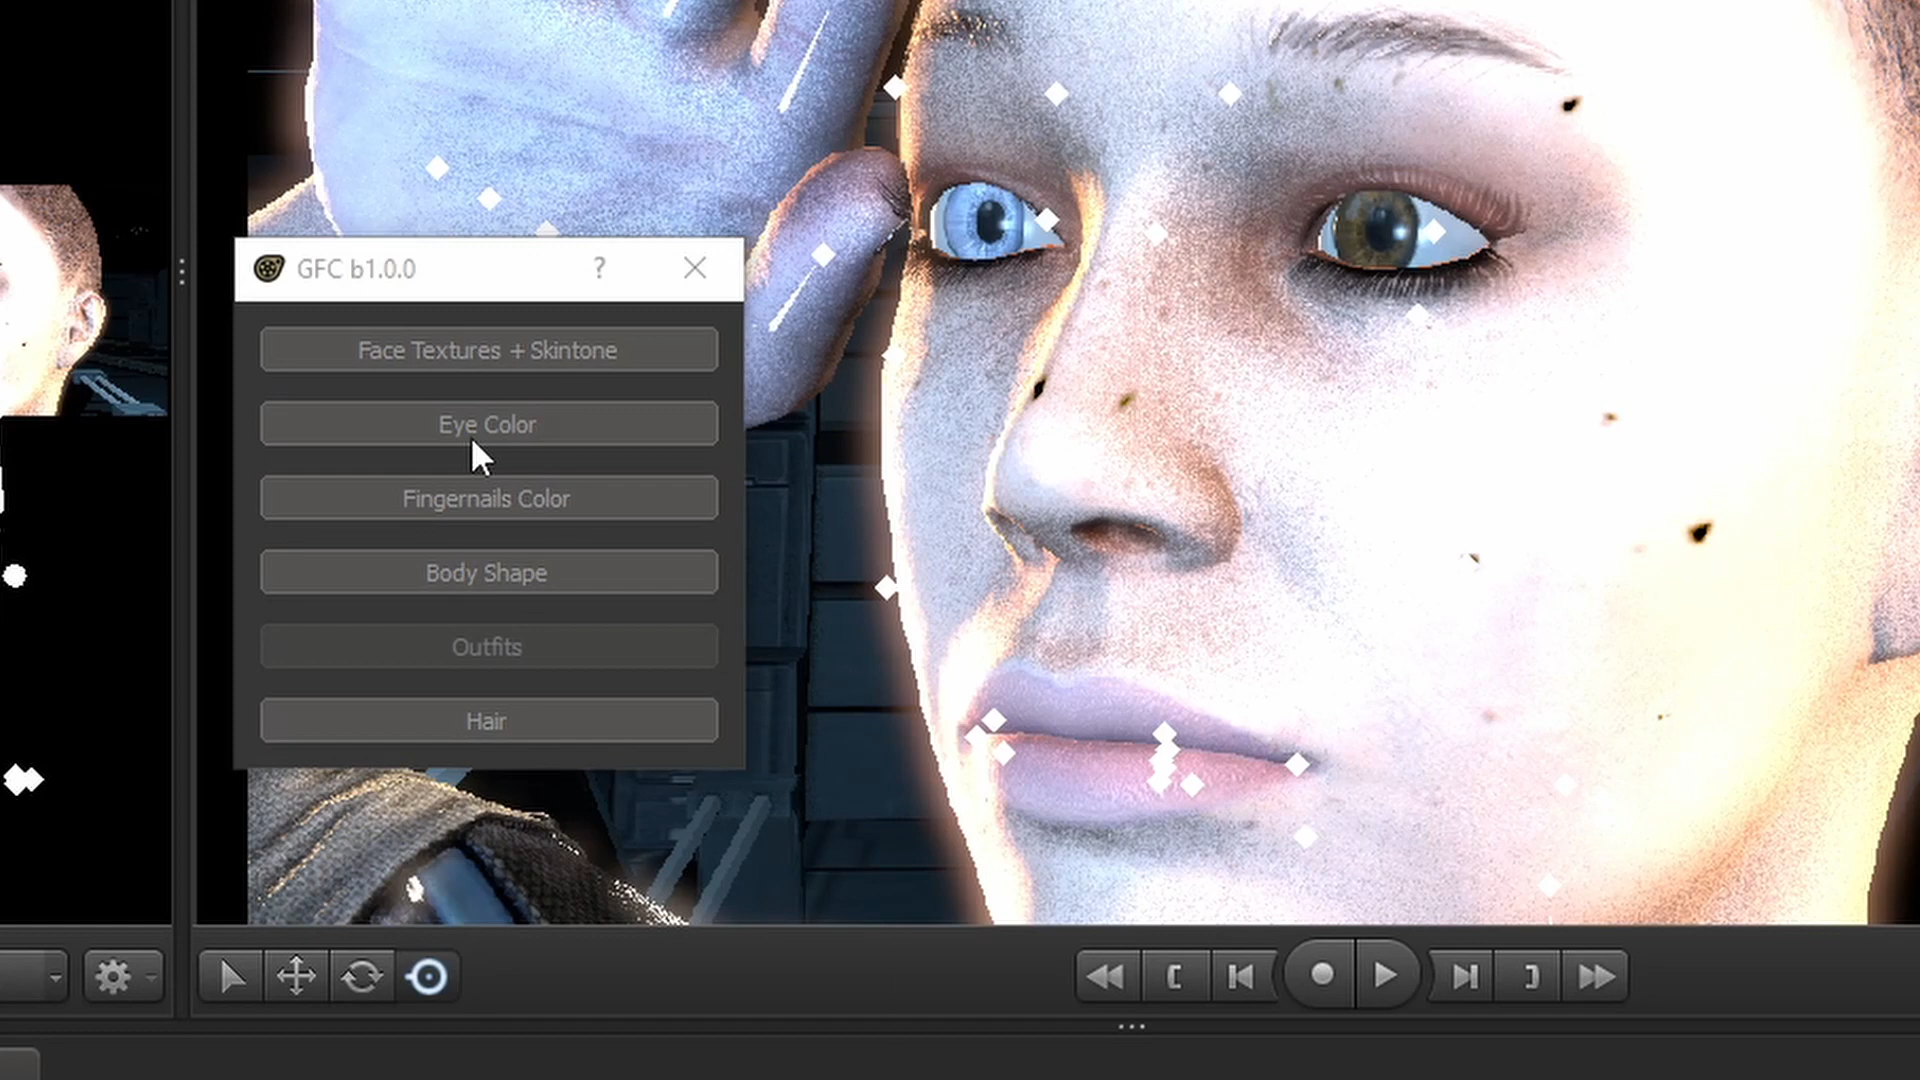 GFC b1.0.0
?
Face Textures + Skintone
Eye Color
Fingernails Color
Body Shape
Outfits
Hair